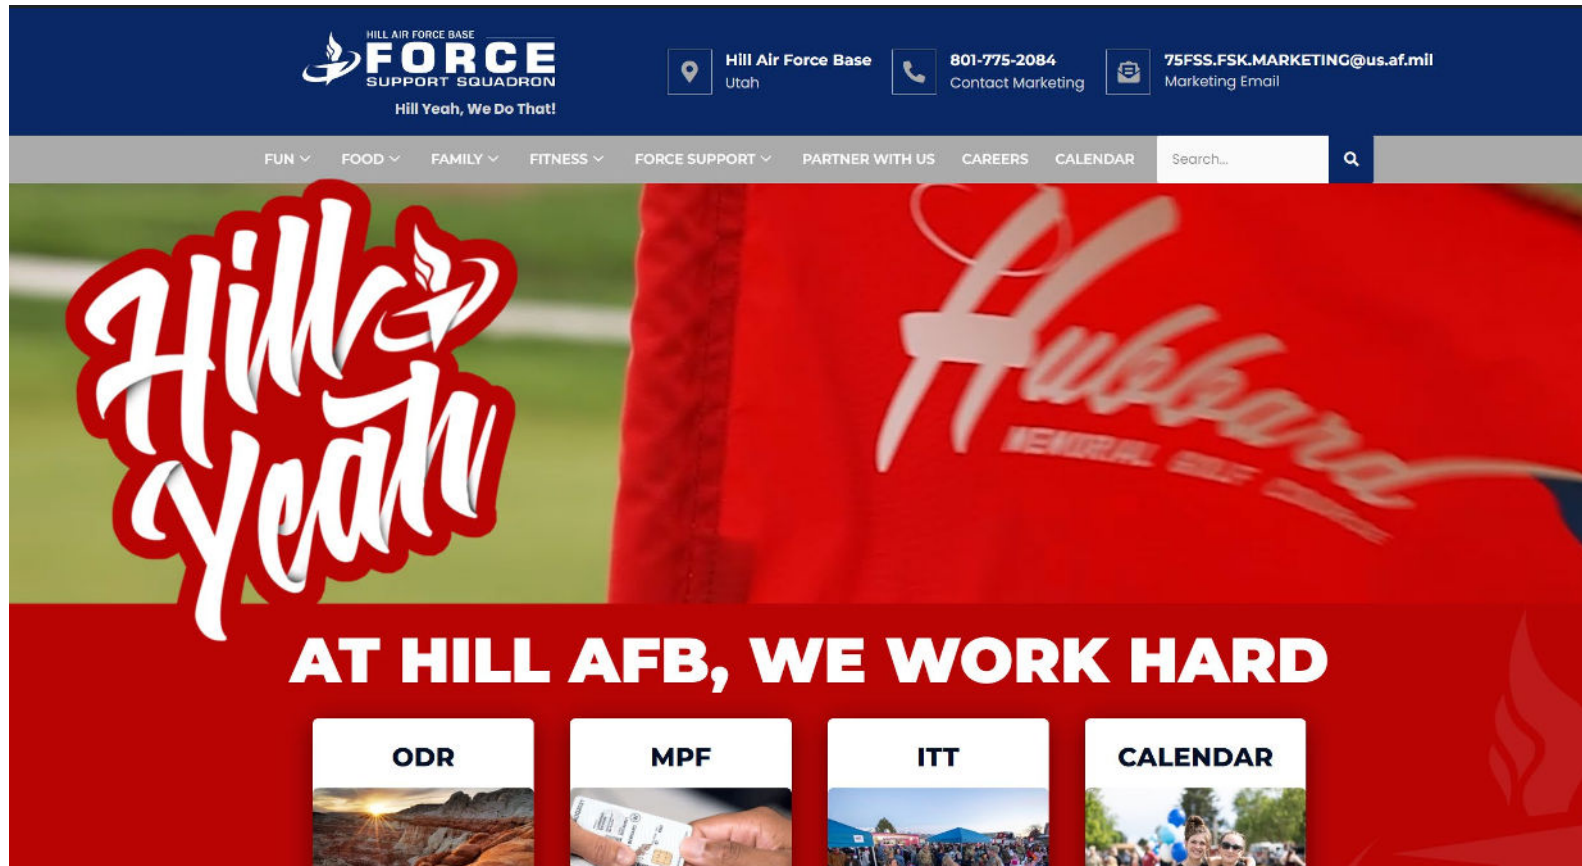 HILL AIR FORCE BASE
FORCE
SUPPORT SQUADRON
Hill Yeah, We Do That!
Hill Air Force Base
Utah
801-775-2084
Contact Marketing
75FSS.FSK.MARKETING@us.af.mil
Marketing Email
FUN
FOOD
FAMILY
FITNESS
FORCE SUPPORT
PARTNER WITH US
CAREERS
CALENDAR
Search...
Hill
Yeah
Hubbard
AT HILL AFB, WE WORK HARD
ODR
MPF
ITT
CALENDAR